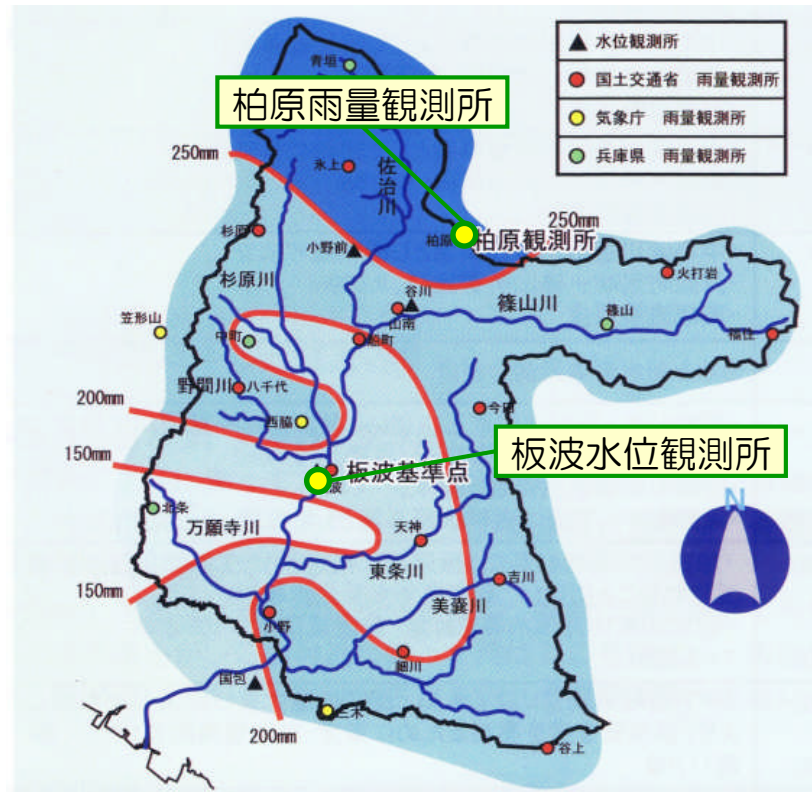 青垣
▲ 水位観測所
● 国土交通省 雨量観測所
● 気象庁 雨量観測所
● 兵庫県 雨量観測所
柏原雨量観測所
250mm
氷上
佐治川
250mm
柏原
柏原観測所
杉原
小野前
杉原川
火打岩
谷川
篠山川
山南
篠山
笠形山
中町
船町
福住
野間川
八千代
200mm
今田
西脇
150mm
板波水位観測所
板波基準点
波
北条
万願寺川
天神
N
東条川
吉川
150mm
美嚢川
小野
細川
国包
三木
200mm
谷上